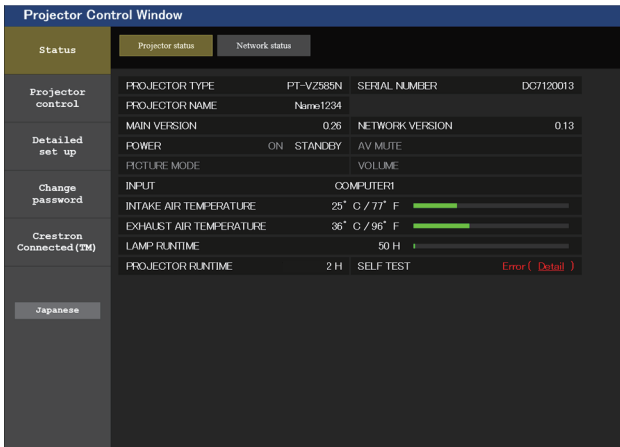 Projector Control Window
Status
Projector control
Detailed set up
Change password
Crestron Connected(TM)
Japanese
Projector status
Network status
PROJECTOR TYPE PT-VZ585N SERIAL NUMBER DC7120013
PROJECTOR NAME Name1234
MAIN VERSION 0.26 NETWORK VERSION 0.13
POWER ON STANDBY AV MUTE
PICTURE MODE VOLUME
INPUT COMPUTER1
INTAKE AIR TEMPERATURE 25° C / 77° F
EXHAUST AIR TEMPERATURE 36° C / 96° F
LAMP RUNTIME 50 H
PROJECTOR RUNTIME 2 H SELF TEST Error ( Detail )